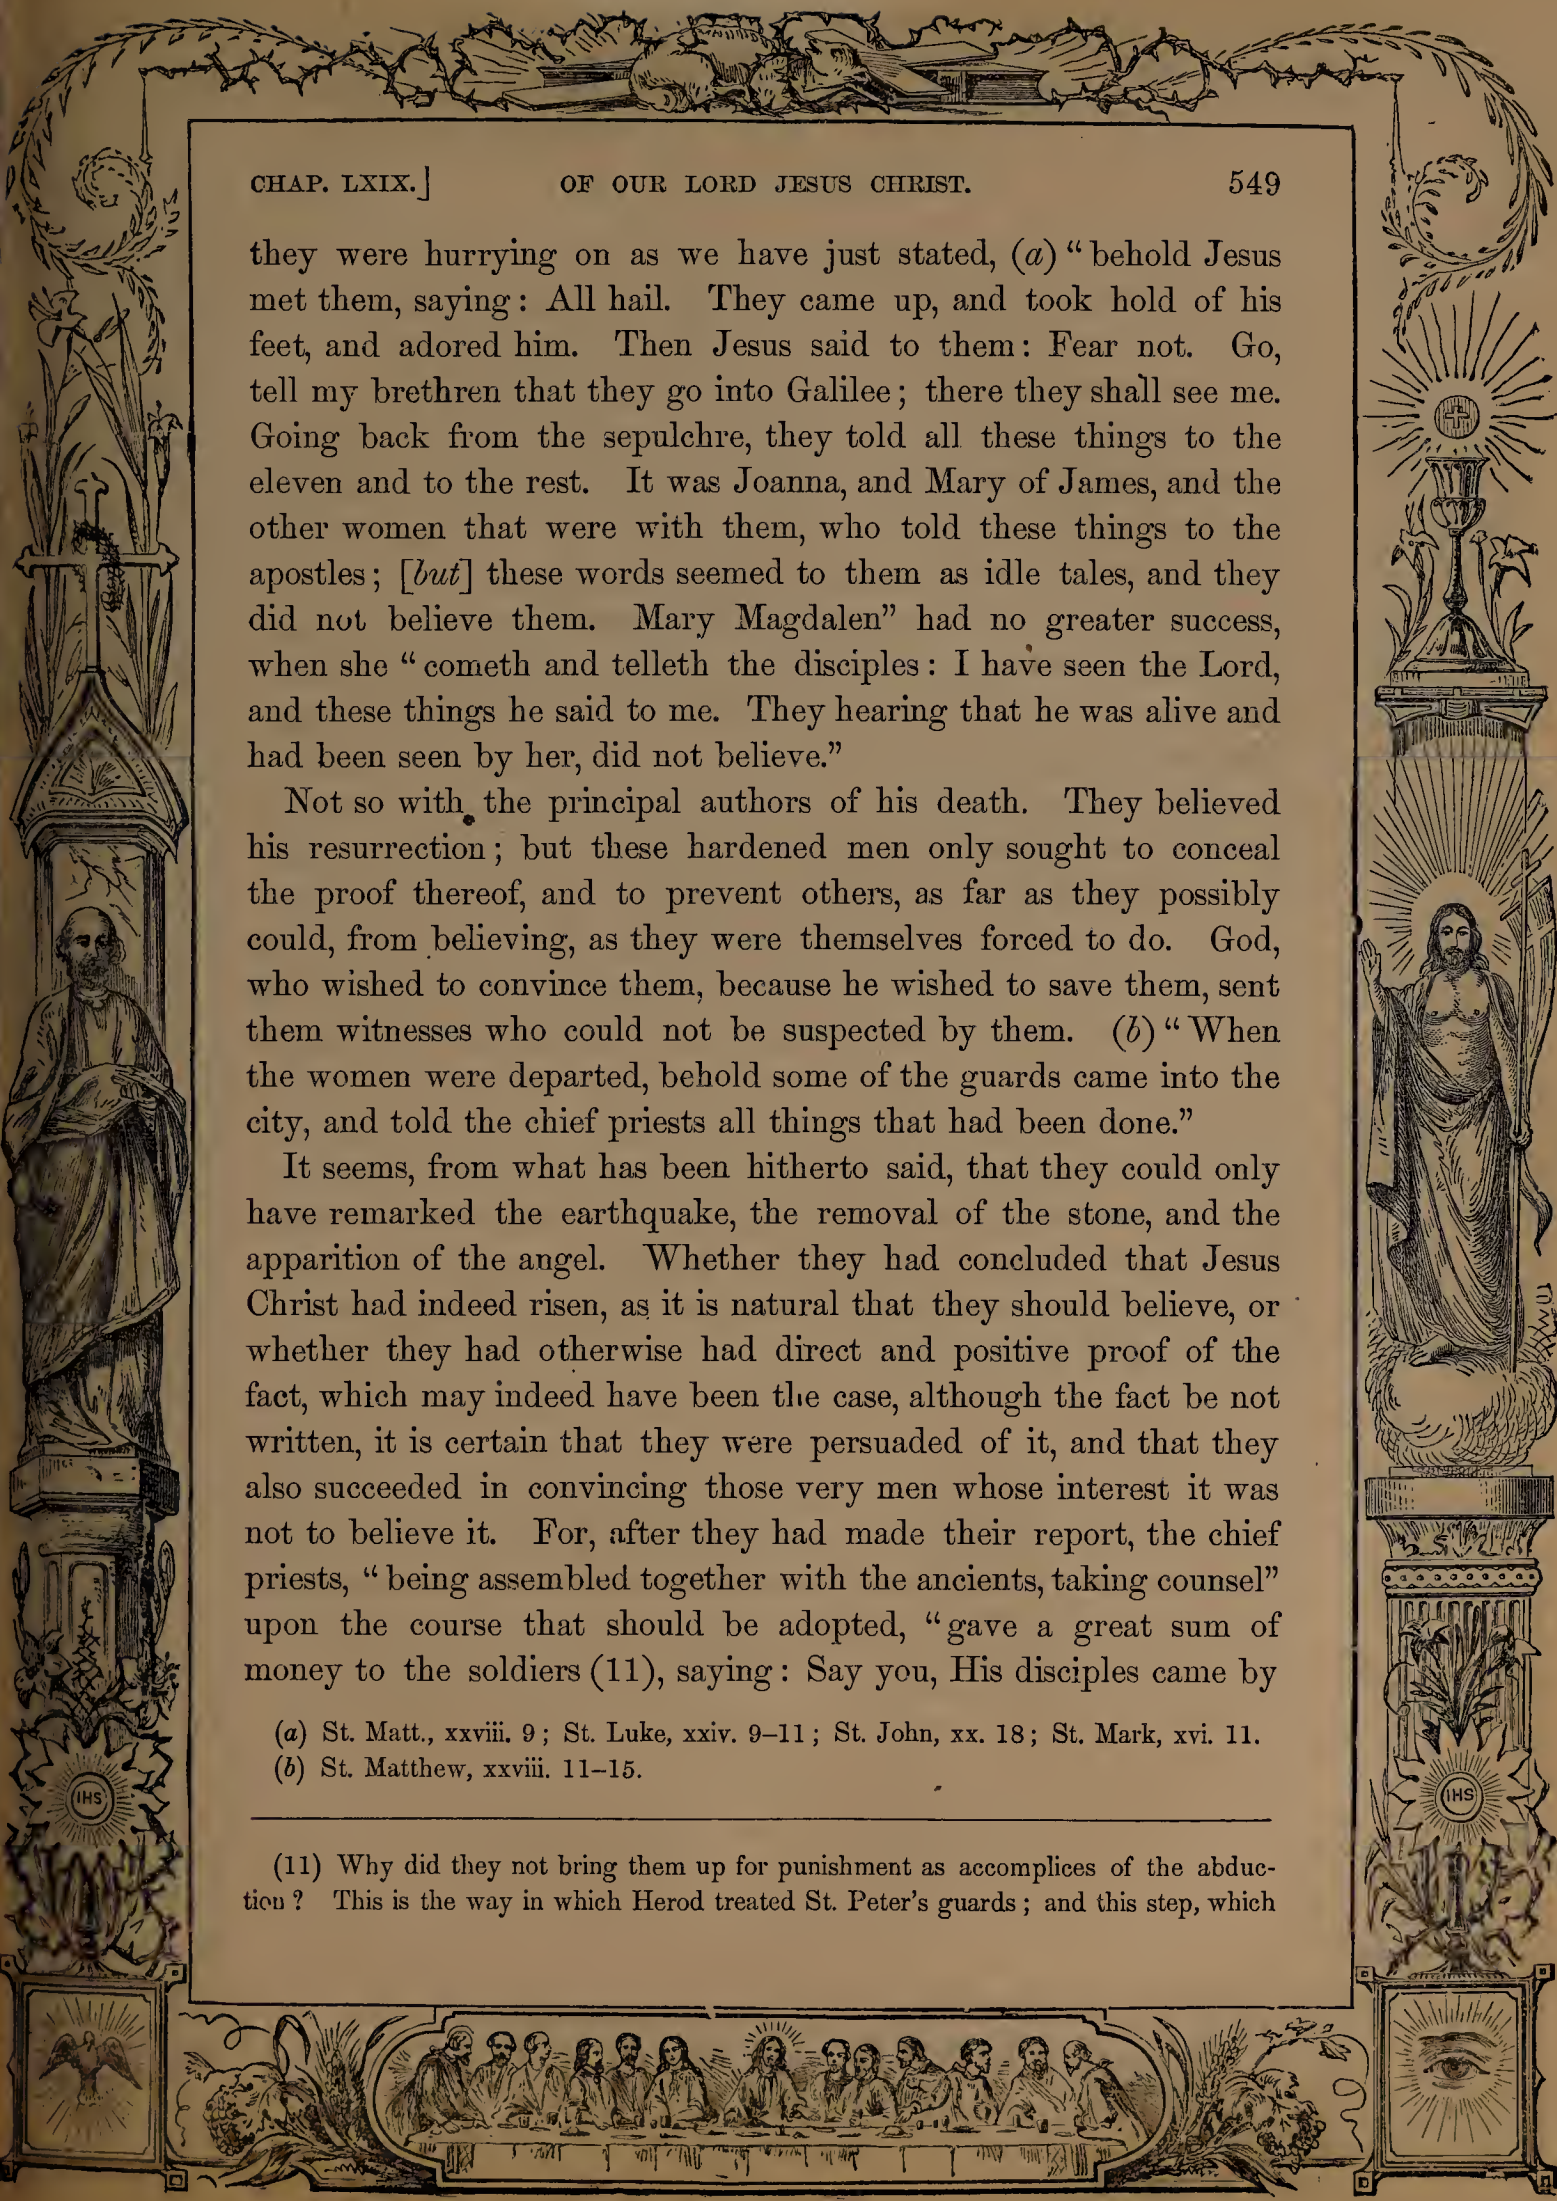 CHAP. LXIX.] OF OUR LORD JESUS CHRIST. 549
they were hurrying on as we have just stated, (a) “ behold Jesus
met them, saying : All hail. They came up, and took hold of his
feet, and adored him. Then Jesus said to them : Fear not. Go,
tell my brethren that they go into Galilee ; there they shall see me.
Going back from the sepulchre, they told all these things to the
eleven and to the rest. It was Joanna, and Mary of James, and the
other women that were with them, who told these things to the
apostles ; [but] these words seemed to them as idle tales, and they
did not believe them. Mary Magdalen” had no greater success,
when she “ cometh and telleth the disciples : I have seen the Lord,
and these things he said to me. They hearing that he was alive and
had been seen by her, did not believe.”
Not so with the principal authors of his death. They believed
his resurrection ; but these hardened men only sought to conceal
the proof thereof, and to prevent others, as far as they possibly
could, from believing, as they were themselves forced to do. God,
who wished to convince them, because he wished to save them, sent
them witnesses who could not be suspected by them. (b) “ When
the women were departed, behold some of the guards came into the
city, and told the chief priests all things that had been done.”
It seems, from what has been hitherto said, that they could only
have remarked the earthquake, the removal of the stone, and the
apparition of the angel. Whether they had concluded that Jesus
Christ had indeed risen, as it is natural that they should believe, or
whether they had otherwise had direct and positive proof of the
fact, which may indeed have been the case, although the fact be not
written, it is certain that they were persuaded of it, and that they
also succeeded in convincing those very men whose interest it was
not to believe it. For, after they had made their report, the chief
priests, “ being assembled together with the ancients, taking counsel”
upon the course that should be adopted, “ gave a great sum of
money to the soldiers (11), saying : Say you, His disciples came by
(a) St. Matt., xxviii. 9 ; St. Luke, xxiv. 9–11 ; St. John, xx. 18 ; St. Mark, xvi. 11.
(b) St. Matthew, xxviii. 11–15.
(11) Why did they not bring them up for punishment as accomplices of the abduc-
tion ? This is the way in which Herod treated St. Peter’s guards ; and this step, which
IHS
IHS